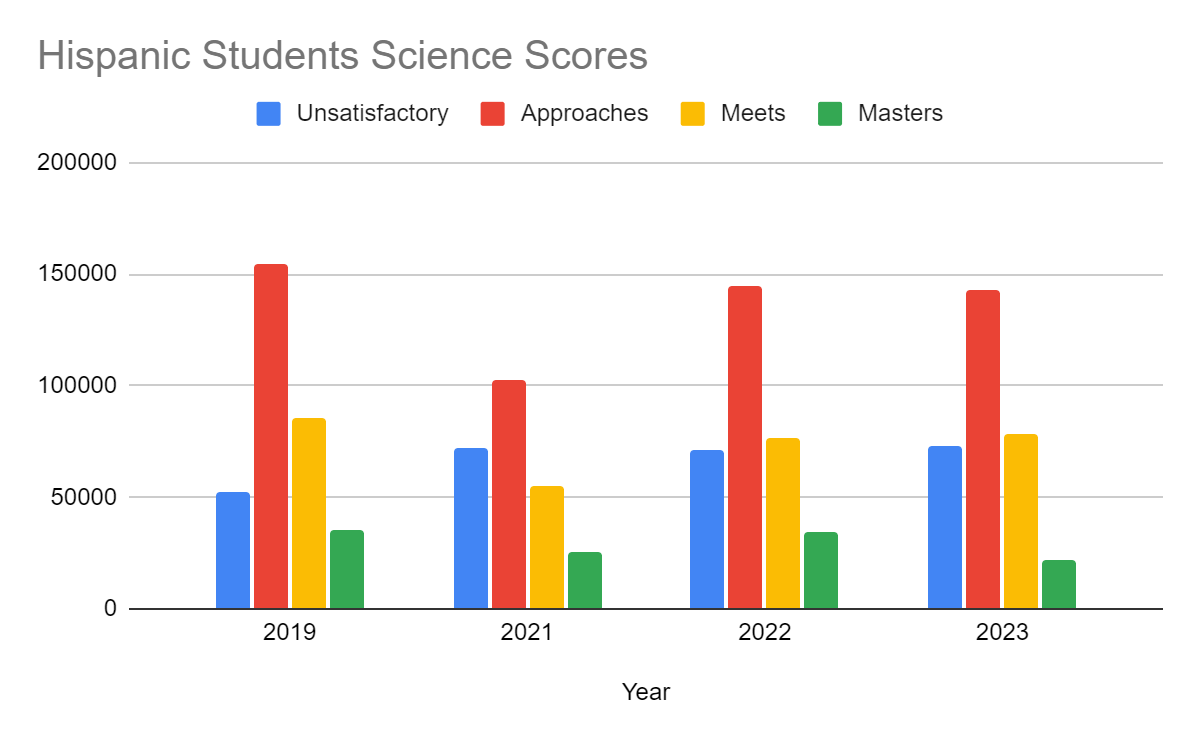 Hispanic Students Science Scores
Unsatisfactory Approaches Meets Masters
200000
150000
100000
50000
0
2019 2021 2022 2023
Year